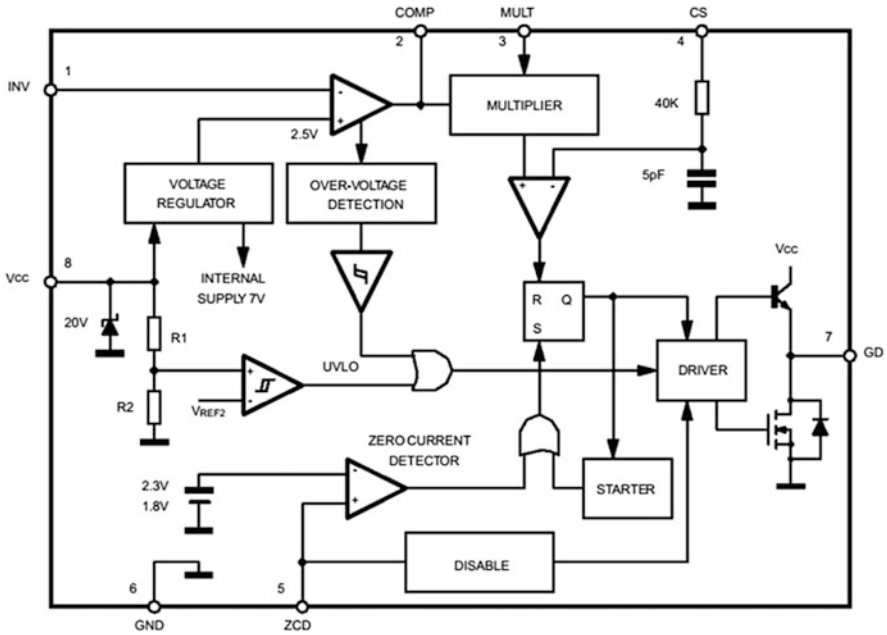 COMP MULT CS
2 3 4
1
INV
MULTIPLIER
40K
- +
2.5V
5pF
VOLTAGE REGULATOR
OVER-VOLTAGE DETECTION
+ -
8
Vcc
INTERNAL SUPPLY 7V
Vcc
R Q
S
20V
R1
7
GD
UVLO
DRIVER
+ -
R2
VREF2
ZERO CURRENT DETECTOR
2.3V
1.8V
- +
STARTER
DISABLE
6 5
GND ZCD